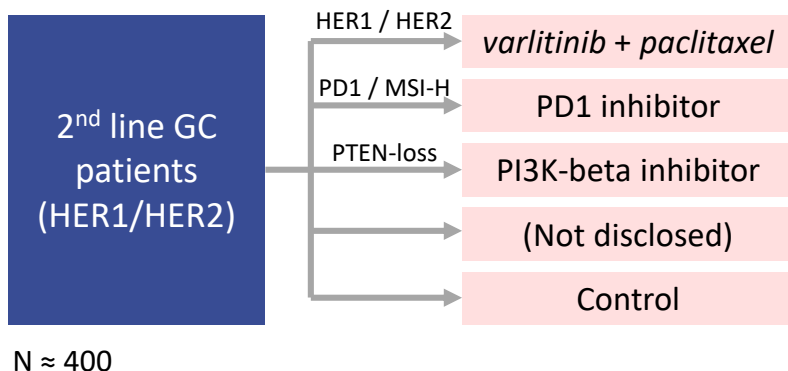 2nd line GC
patients
(HER1/HER2)
HER1 / HER2
varlitinib + paclitaxel
PD1 / MSI-H
PD1 inhibitor
PTEN-loss
PI3K-beta inhibitor
(Not disclosed)
Control
N ≈ 400